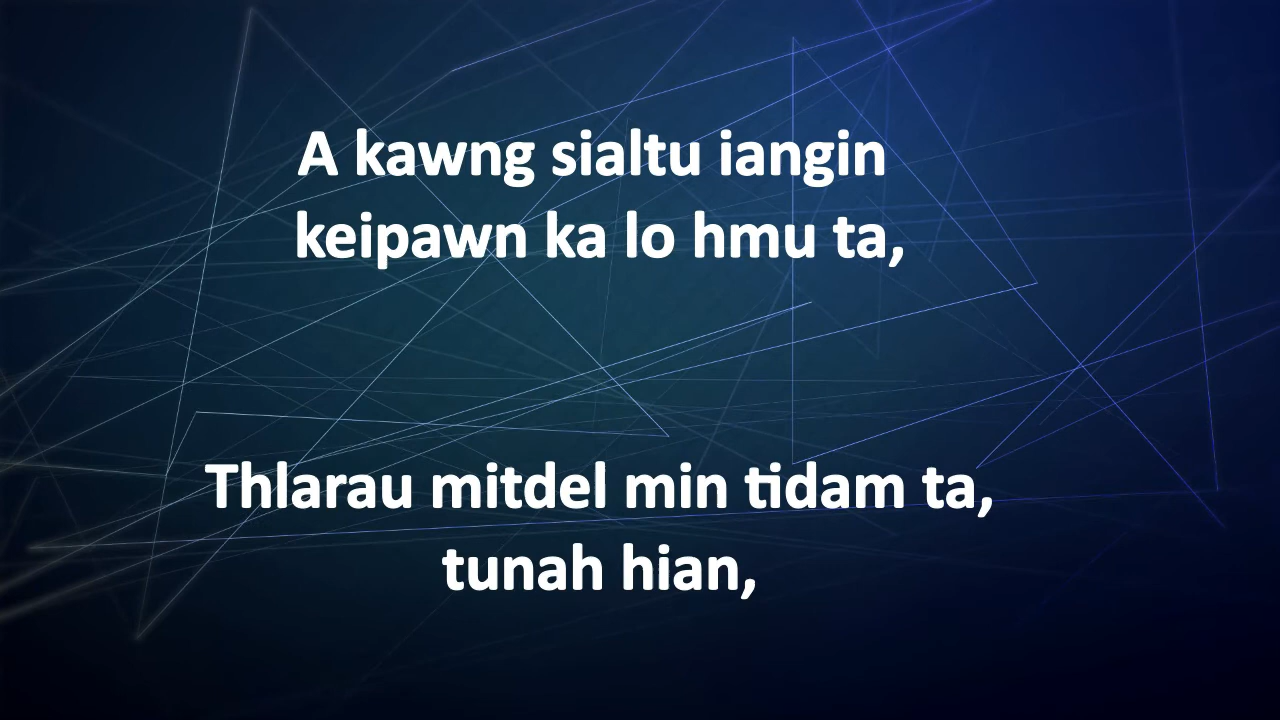 A kawng sialtu iangin
keipawn ka lo hmu ta,
Thlarau mitdel min tidam ta,
tunah hian,